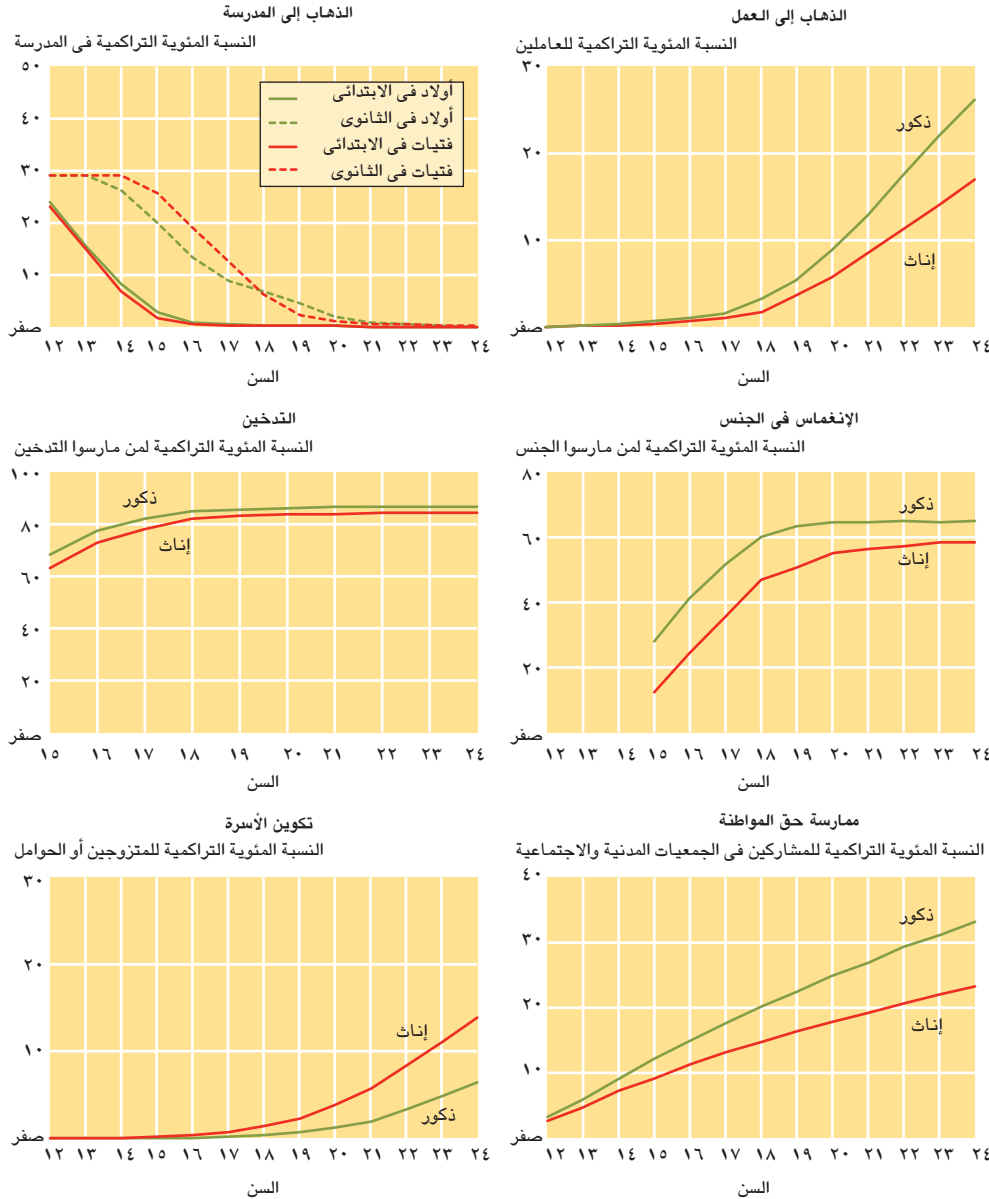 الذهاب إلى العمل
النسبة المئوية التراكمية للعاملين
٣٠
٢٠
١٠
صفر
ذكور
إناث
١٢ ١٣ ١٤ ١٥ ١٦ ١٧ ١٨ ١٩ ٢٠ ٢١ ٢٢ ٢٣ ٢٤
السن
الذهاب إلى المدرسة
النسبة المئوية التراكمية فى المدرسة
٥٠
٤٠
٣٠
٢٠
١٠
صفر
أولاد فى الابتدائى
أولاد فى الثانوى
فتيات فى الابتدائى
فتيات فى الثانوى
١٢ ١٣ ١٤ ١٥ ١٦ ١٧ ١٨ ١٩ ٢٠ ٢١ ٢٢ ٢٣ ٢٤
السن
الإنغماس فى الجنس
النسبة المئوية التراكمية لمن مارسوا الجنس
٨٠
٦٠
٤٠
٢٠
صفر
ذكور
إناث
١٢ ١٣ ١٤ ١٥ ١٦ ١٧ ١٨ ١٩ ٢٠ ٢١ ٢٢ ٢٣ ٢٤
السن
التدخين
النسبة المئوية التراكمية لمن مارسوا التدخين
١٠٠
٨٠
٦٠
٤٠
٢٠
صفر
ذكور
إناث
١٥ ١٦ ١٧ ١٨ ١٩ ٢٠ ٢١ ٢٢ ٢٣ ٢٤
السن
ممارسة حق المواطنة
النسبة المئوية التراكمية للمشاركين فى الجمعيات المدنية والاجتماعية
٤٠
٣٠
٢٠
١٠
صفر
ذكور
إناث
١٢ ١٣ ١٤ ١٥ ١٦ ١٧ ١٨ ١٩ ٢٠ ٢١ ٢٢ ٢٣ ٢٤
السن
تكوين الأسرة
النسبة المئوية التراكمية للمتزوجين أو الحوامل
٣٠
٢٠
١٠
صفر
إناث
ذكور
١٢ ١٣ ١٤ ١٥ ١٦ ١٧ ١٨ ١٩ ٢٠ ٢١ ٢٢ ٢٣ ٢٤
السن